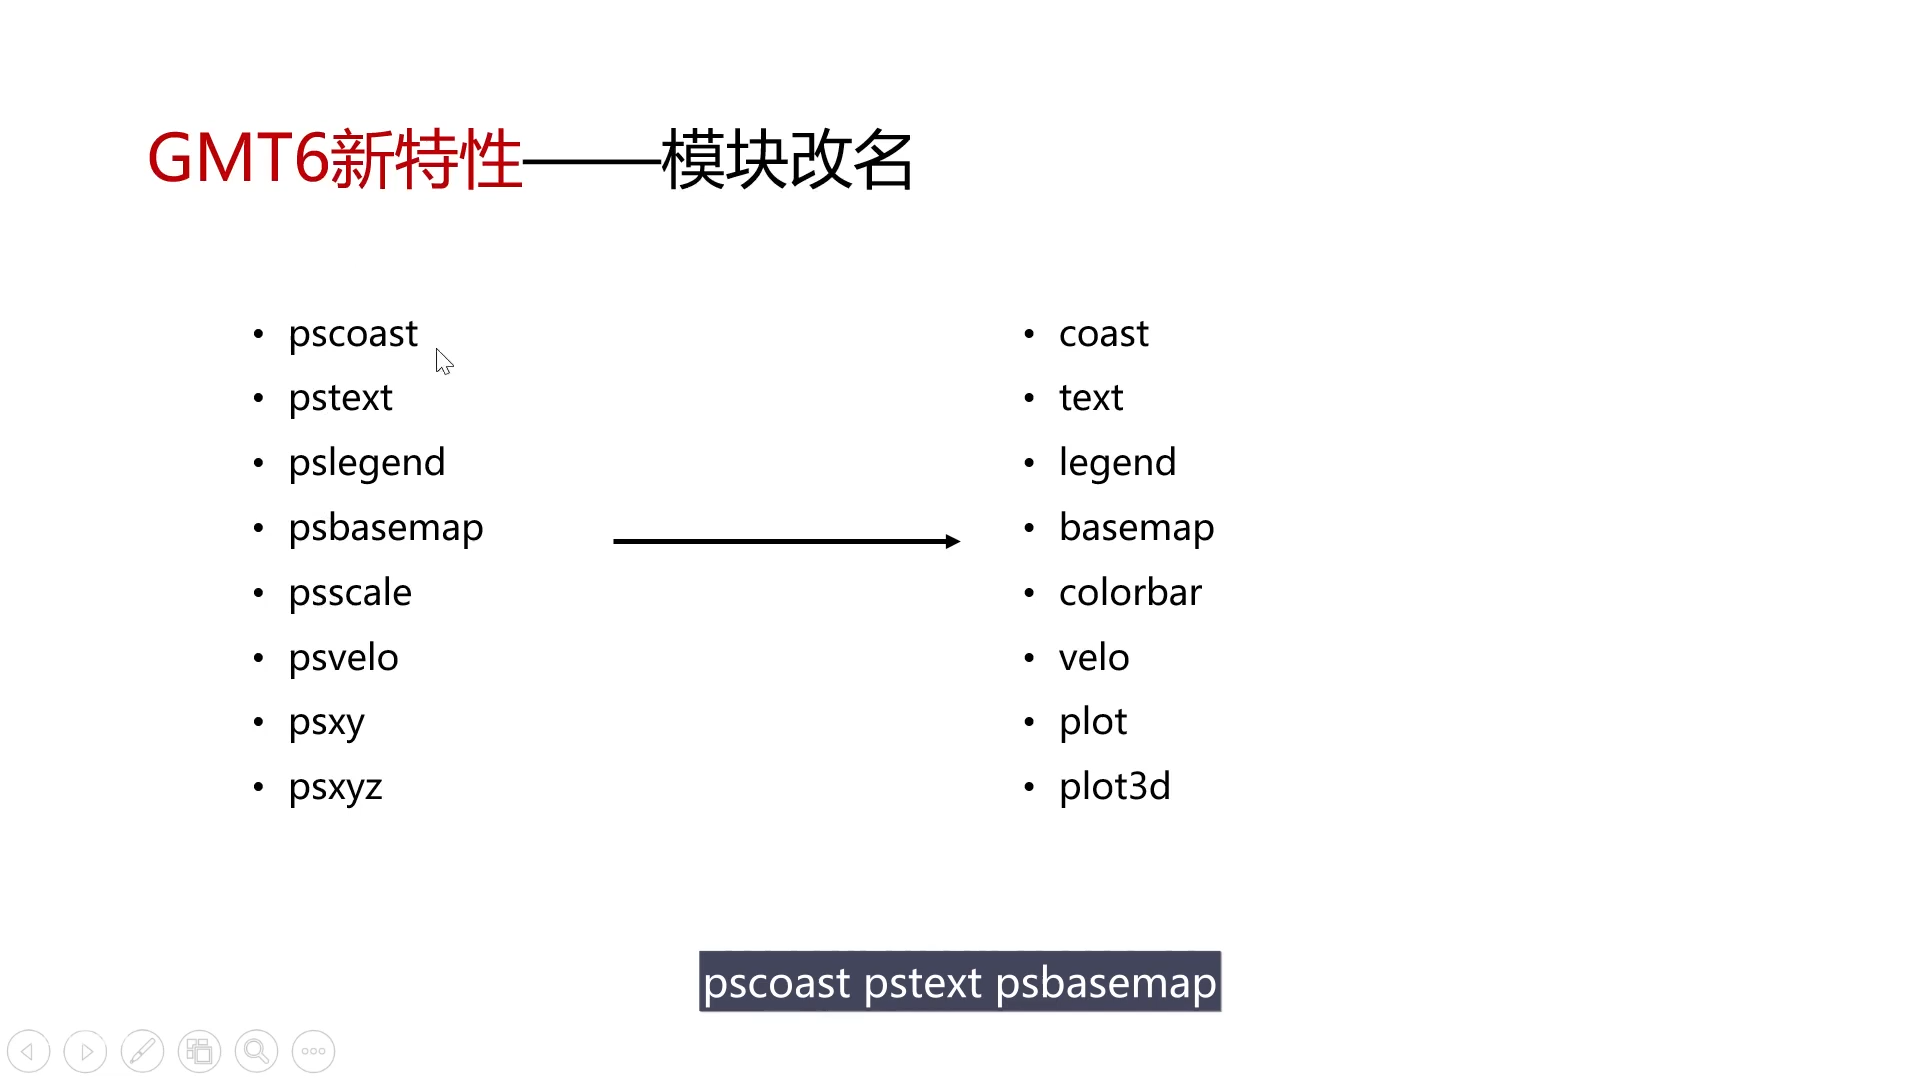 GMT6新特性——模块改名
• pscoast
• pstext
• pslegend
• psbasemap
• psscale
• psvelo
• psxy
• psxyz
• coast
• text
• legend
• basemap
• colorbar
• velo
• plot
• plot3d
pscoast pstext psbasemap